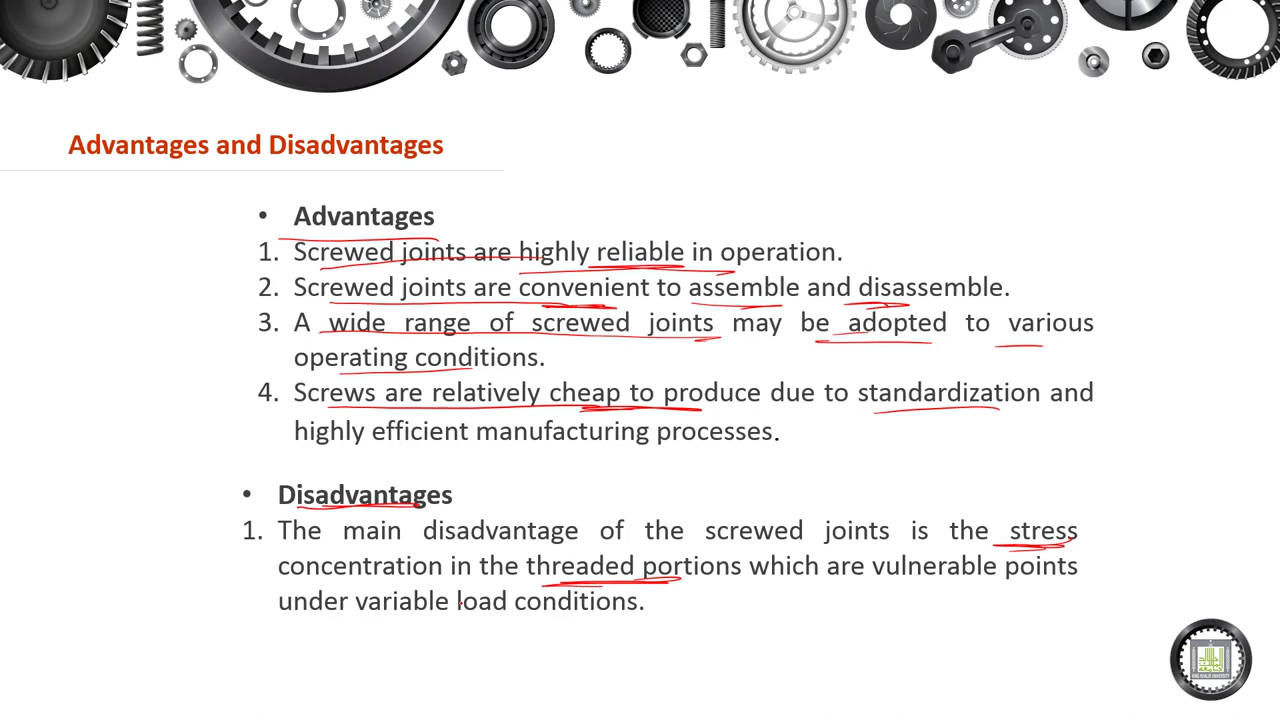 Advantages and Disadvantages
• Advantages
1. Screwed joints are highly reliable in operation.
2. Screwed joints are convenient to assemble and disassemble.
3. A wide range of screwed joints may be adopted to various
operating conditions.
4. Screws are relatively cheap to produce due to standardization and
highly efficient manufacturing processes.
• Disadvantages
1. The main disadvantage of the screwed joints is the stress
concentration in the threaded portions which are vulnerable points
under variable load conditions.
KING KHALID UNIVERSITY